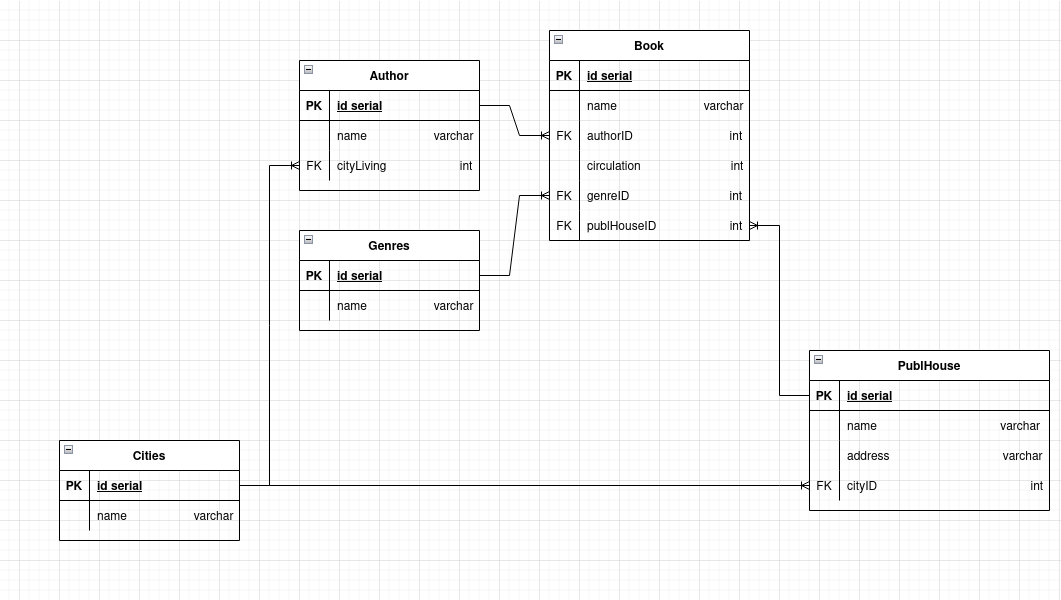 Book
PK id serial
name varchar
FK authorID int
circulation int
FK genreID int
FK publHouseID int
Author
PK id serial
name varchar
FK cityLiving int
Genres
PK id serial
name varchar
PublHouse
PK id serial
name varchar
address varchar
FK cityID int
Cities
PK id serial
name varchar